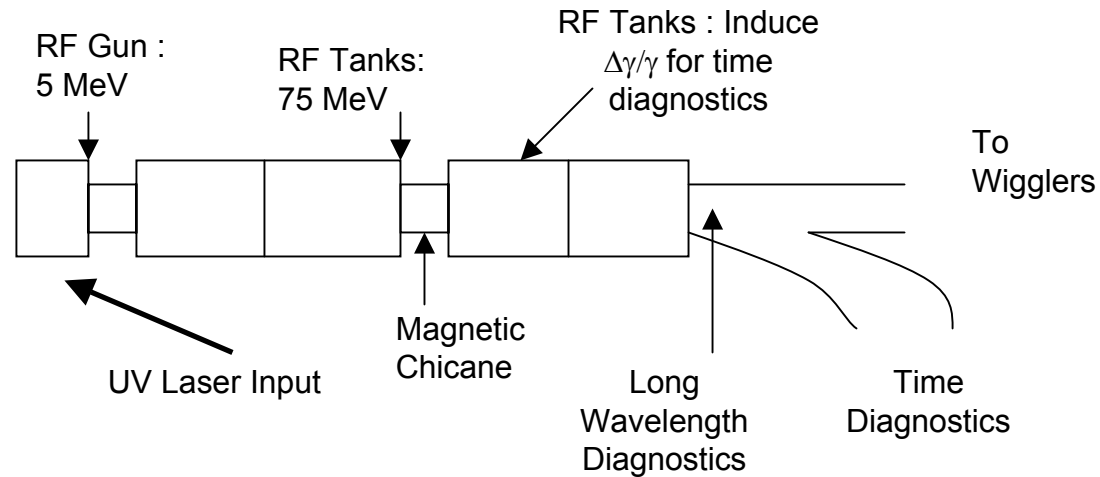 RF Gun :
5 MeV
RF Tanks:
75 MeV
RF Tanks : Induce
Δγ/γ for time
diagnostics
To
Wigglers
UV Laser Input
Magnetic
Chicane
Long
Wavelength
Diagnostics
Time
Diagnostics